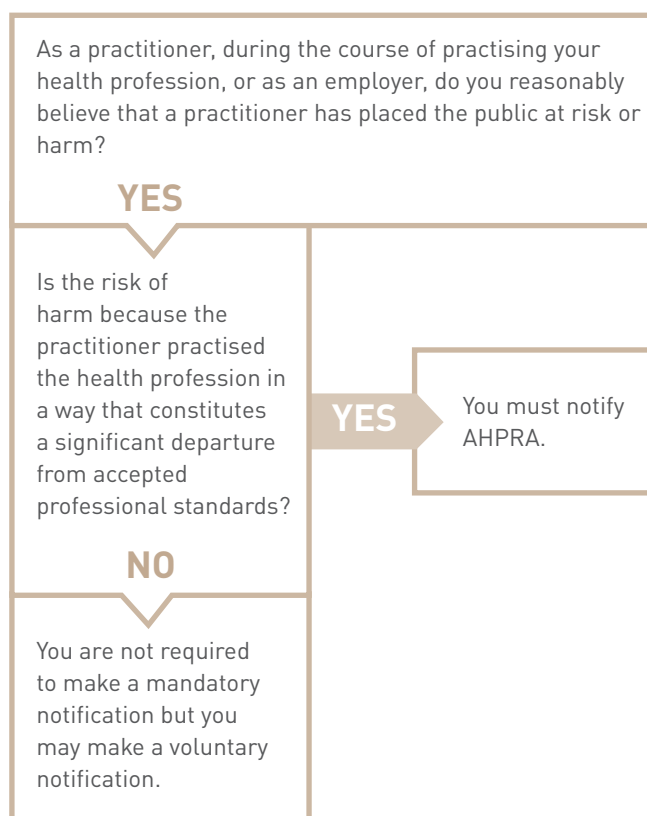 As a practitioner, during the course of practising your
health profession, or as an employer, do you reasonably
believe that a practitioner has placed the public at risk or
harm?
YES
Is the risk of
harm because the
practitioner practised
the health profession in
a way that constitutes
a significant departure
from accepted
professional standards?
YES
You must notify
AHPRA.
NO
You are not required
to make a mandatory
notification but you
may make a voluntary
notification.